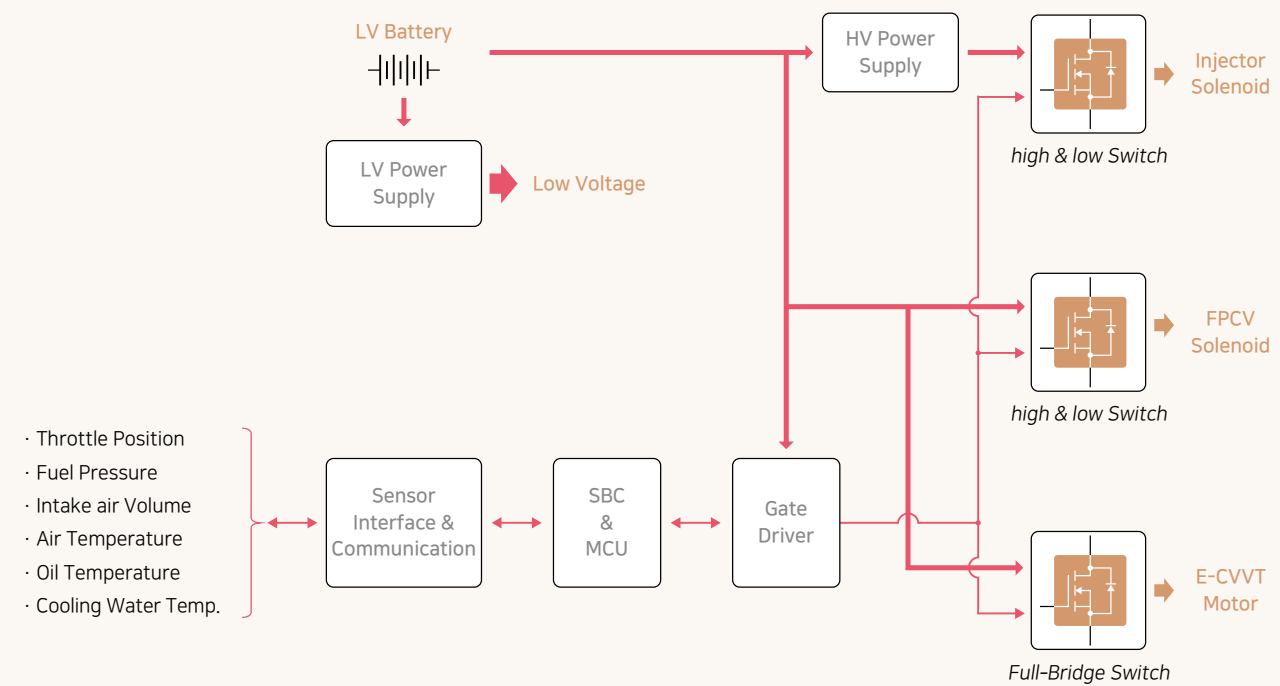 LV Battery
HV Power
Supply
Injector
Solenoid
high & low Switch
LV Power
Supply
Low Voltage
FPCV
Solenoid
high & low Switch
· Throttle Position
· Fuel Pressure
· Intake air Volume
· Air Temperature
· Oil Temperature
· Cooling Water Temp.
Sensor
Interface &
Communication
SBC
&
MCU
Gate
Driver
E-CVVT
Motor
Full-Bridge Switch